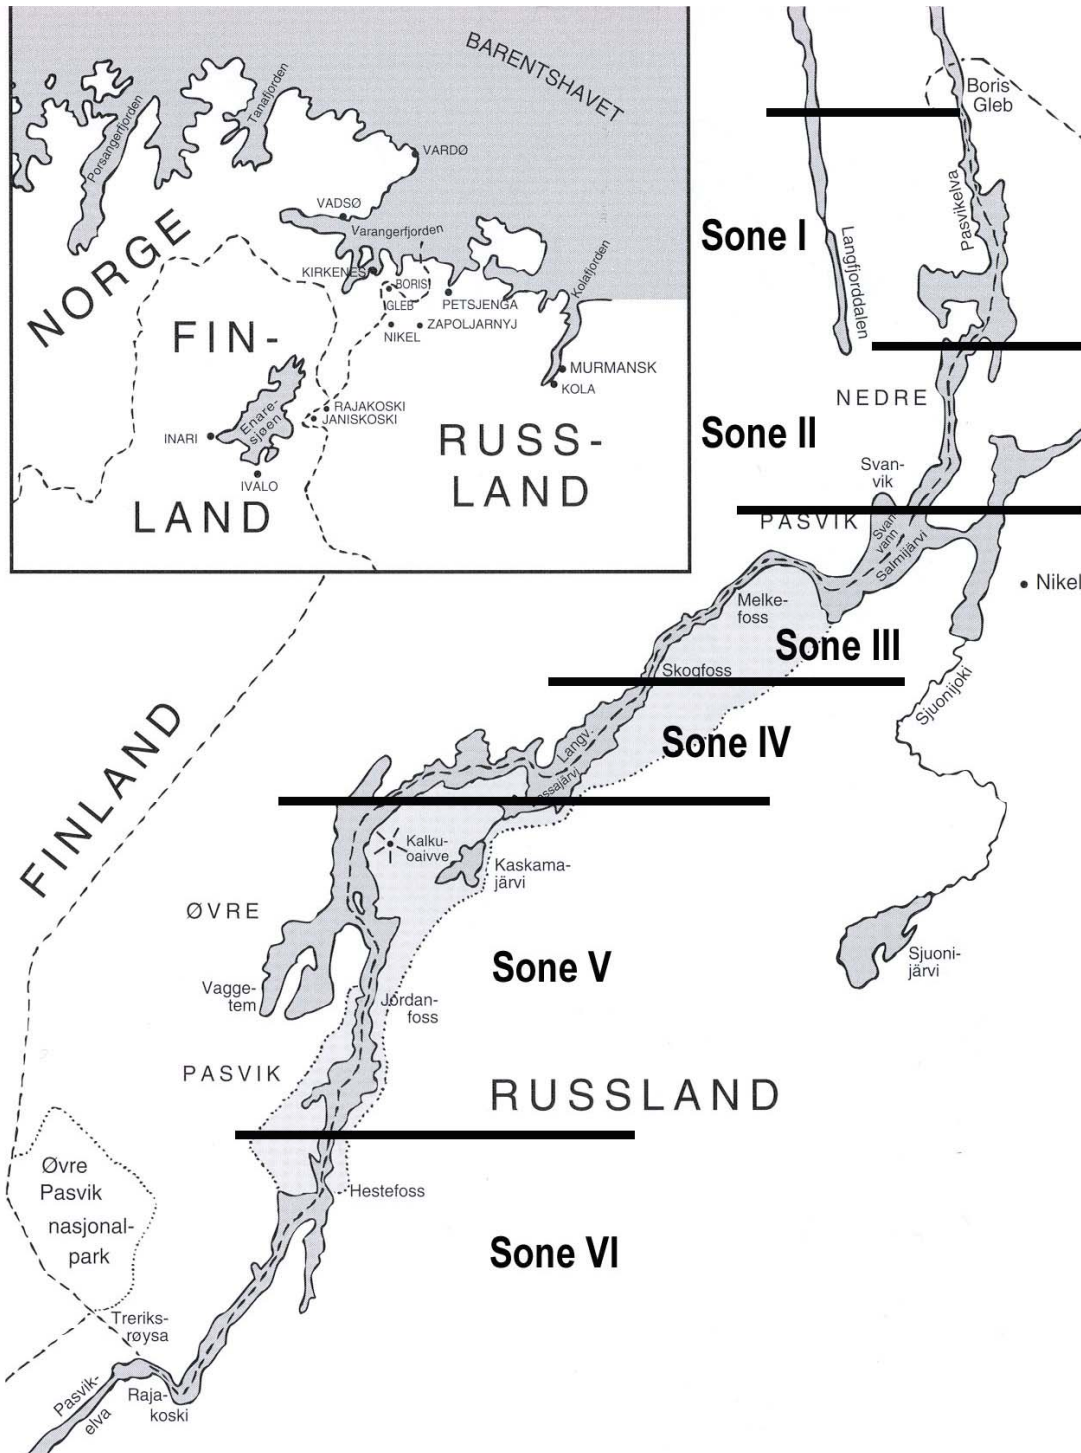 BARENTSHAVET
Porsangerfjorden
Tanafjorden
VARDØ
VADSØ
Varangerfjorden
NORGE
KIRKENES
BORIS
GLEB
PETSJENGA
Kolafjorden
NIKEL
ZAPOLJARNYJ
FIN-
LAND
MURMANSK
KOLA
RAJAKOSKI
JANISKOSKI
Enare-
sjøen
INARI
IVALO
RUSS-
LAND
Boris
Gleb
Pasvikelva
Sone I
Langfjorddalen
NEDRE
Sone II
Svan-
vik
PASVIK
Svan
vann
Salmijärvi
Nikel
Melke-
foss
Sone III
Skogfoss
Sjuonijoki
Sone IV
Langv.
FINLAND
Kalku-
oaivve
Kaskama-
järvi
ØVRE
Sone V
Sjuoni-
järvi
Vagge-
tem
Jordan-
foss
PASVIK
RUSSLAND
Øvre
Pasvik
nasjonal-
park
Hestefoss
Sone VI
Treriks-
røysa
Pasvik-
elva
Raja-
koski